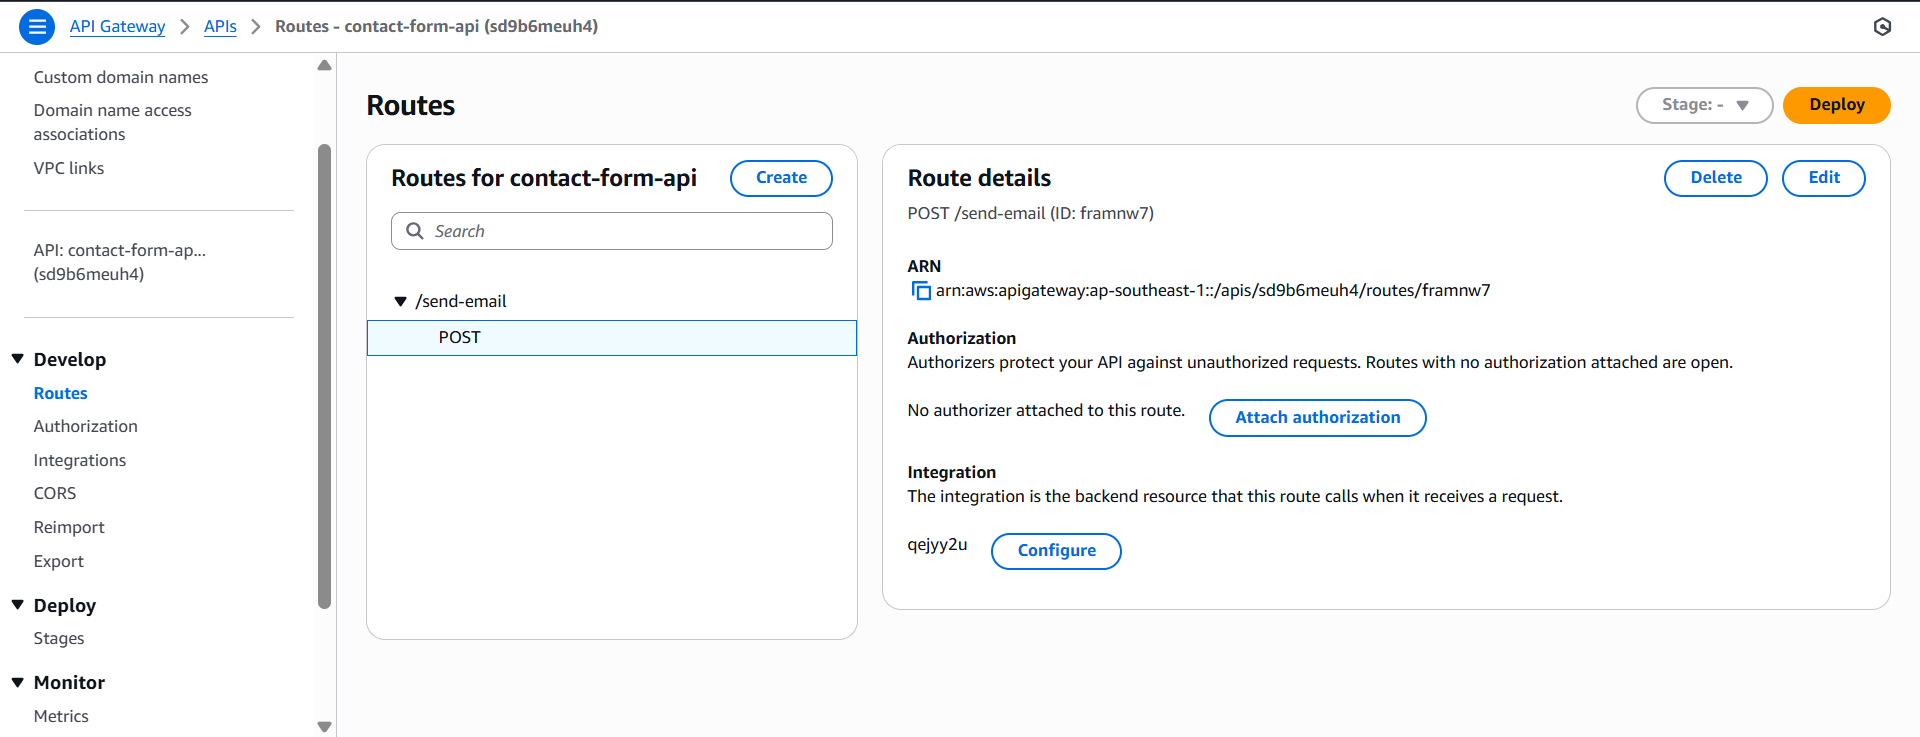 API Gateway > APIs > Routes - contact-form-api (sd9b6meuh4)
Custom domain names
Domain name access
associations
VPC links
API: contact-form-ap...
(sd9b6meuh4)
Develop
Routes
Authorization
Integrations
CORS
Reimport
Export
Deploy
Stages
Monitor
Metrics
Routes
Stage: -
Deploy
Routes for contact-form-api
Create
Search
/send-email
POST
Route details
Delete
Edit
POST /send-email (ID: framnw7)
ARN
arn:aws:apigateway:ap-southeast-1::/apis/sd9b6meuh4/routes/framnw7
Authorization
Authorizers protect your API against unauthorized requests. Routes with no authorization attached are open.
No authorizer attached to this route.
Attach authorization
Integration
The integration is the backend resource that this route calls when it receives a request.
qejyy2u
Configure